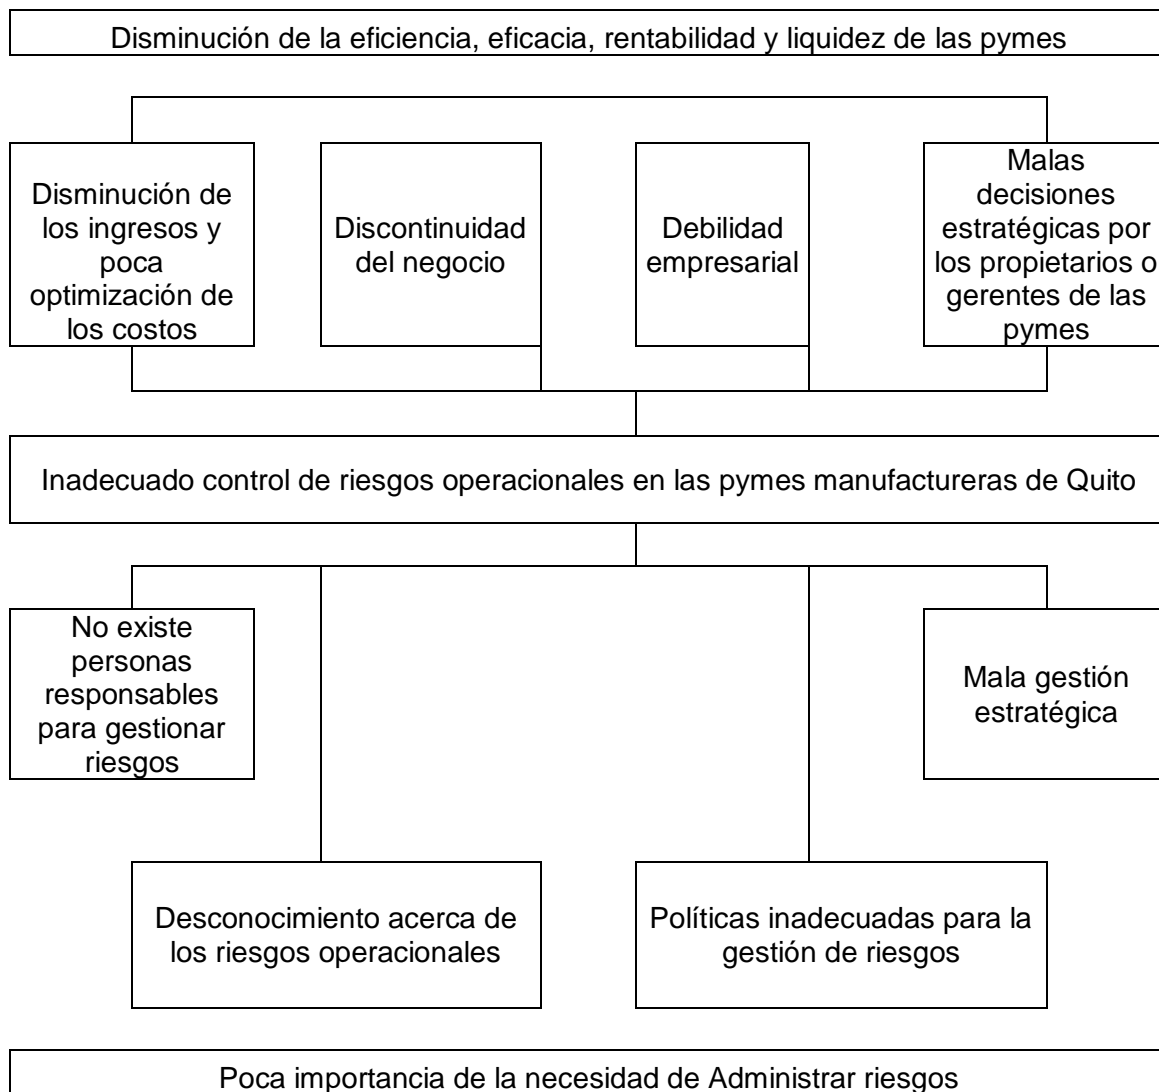 Disminución de la eficiencia, eficacia, rentabilidad y liquidez de las pymes
Disminución de
los ingresos y
poca
optimización de
los costos
Discontinuidad
del negocio
Debilidad
empresarial
Malas
decisiones
estratégicas por
los propietarios o
gerentes de las
pymes
Inadecuado control de riesgos operacionales en las pymes manufactureras de Quito
No existe
personas
responsables
para gestionar
riesgos
Mala gestión
estratégica
Desconocimiento acerca de
los riesgos operacionales
Políticas inadecuadas para la
gestión de riesgos
Poca importancia de la necesidad de Administrar riesgos